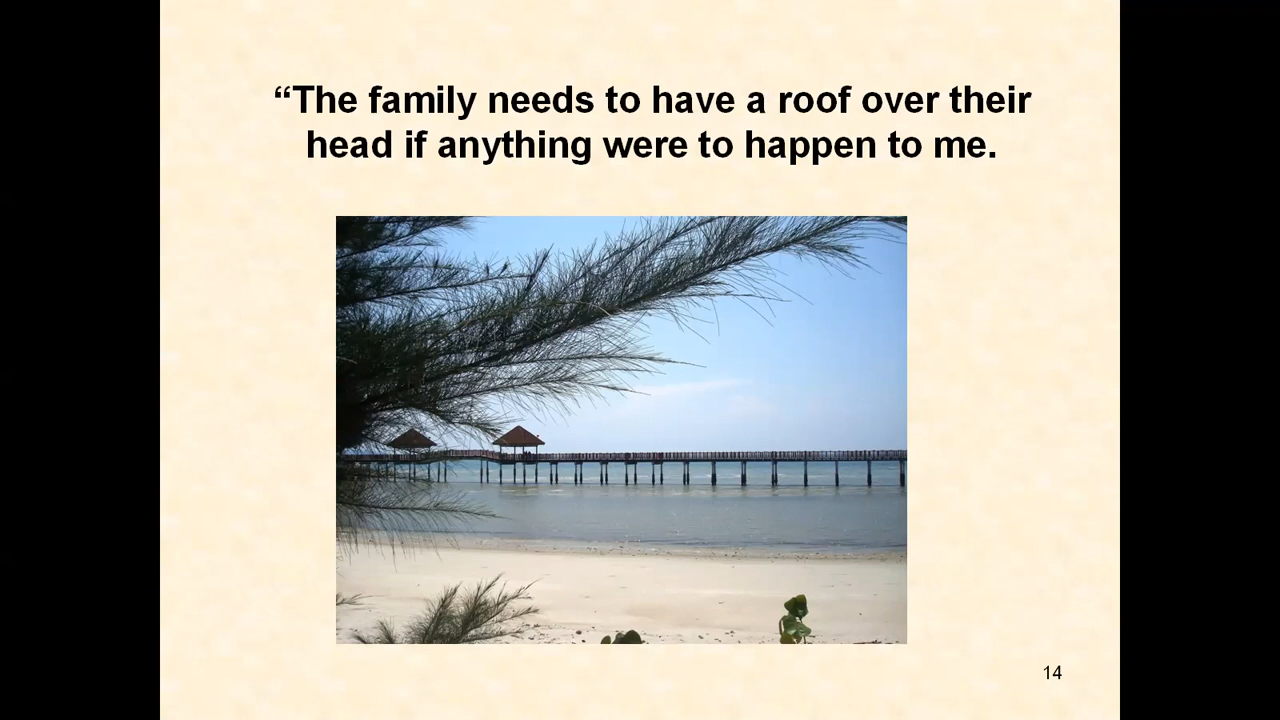 “The family needs to have a roof over their
head if anything were to happen to me.
14